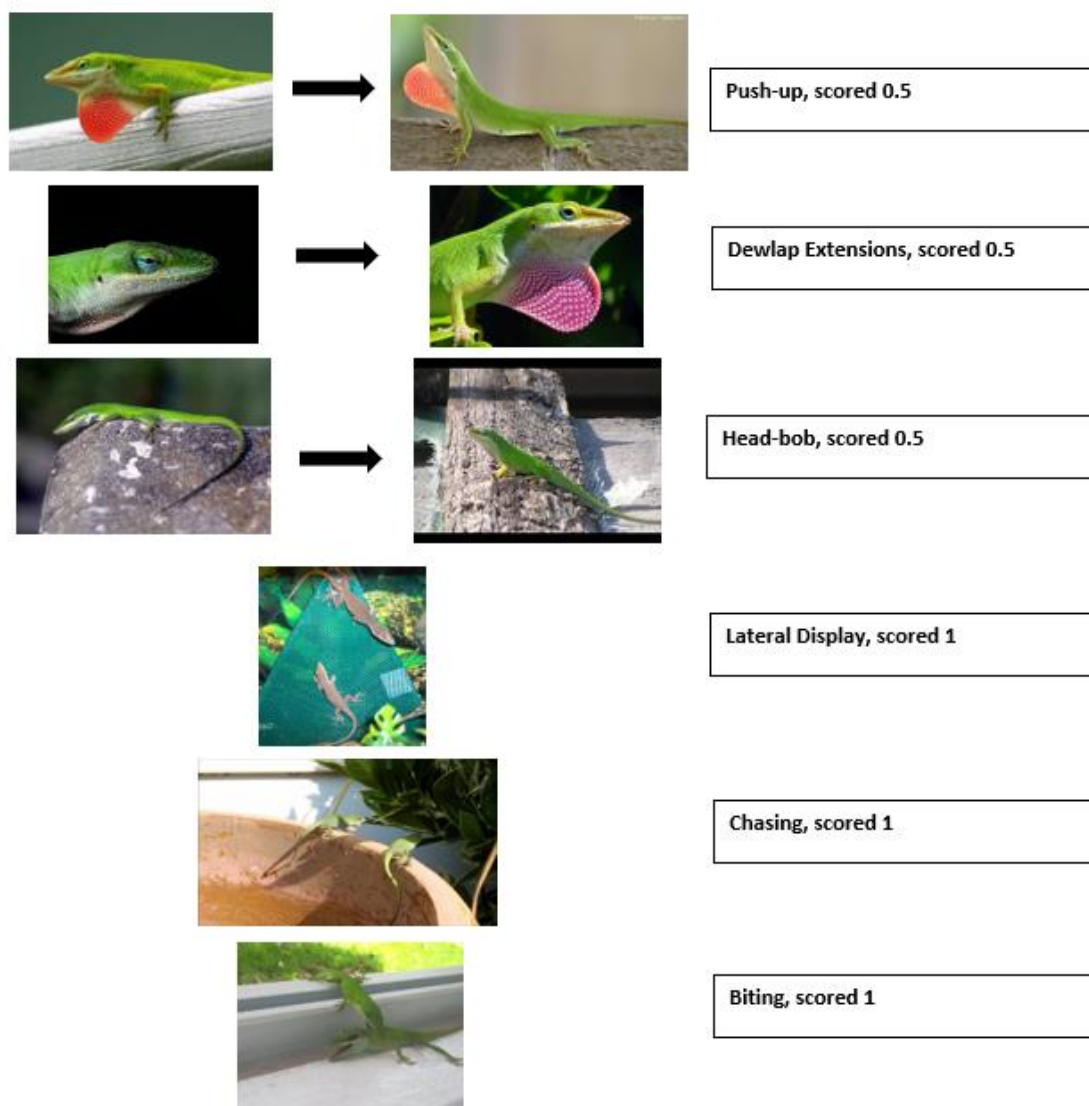 Push-up, scored 0.5
Dewlap Extensions, scored 0.5
Head-bob, scored 0.5
Lateral Display, scored 1
Chasing, scored 1
Biting, scored 1